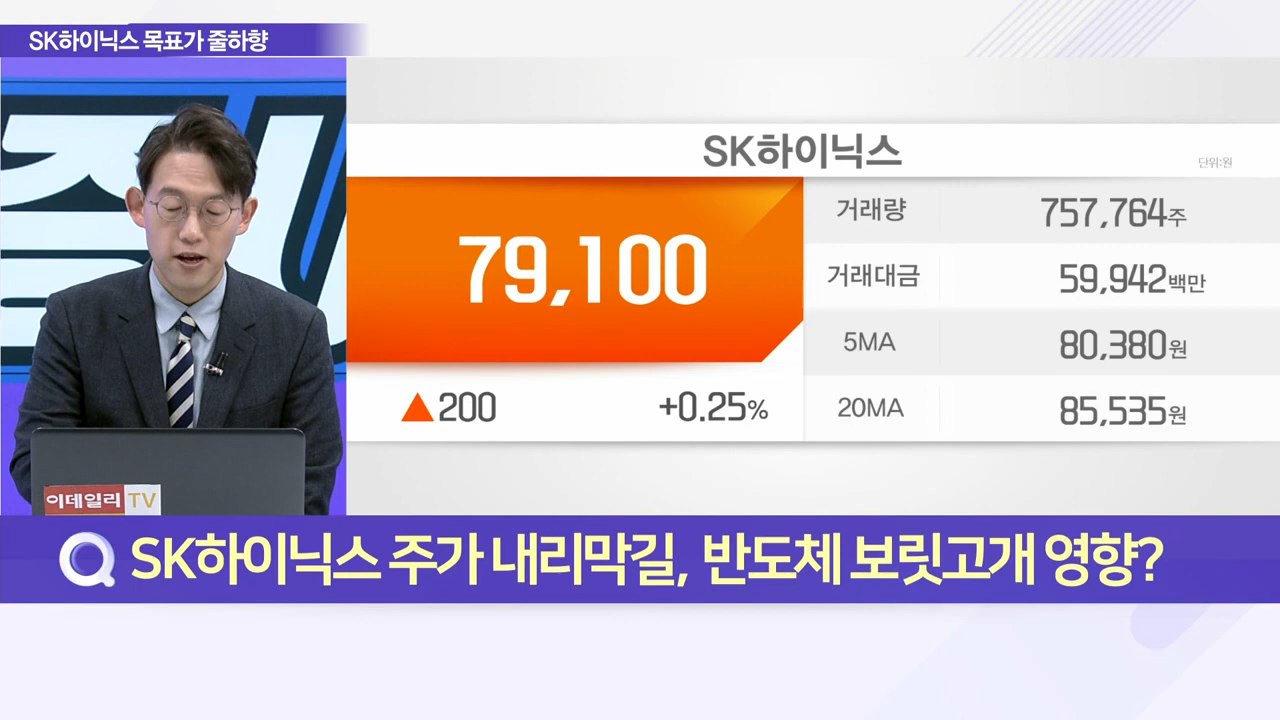 SK하이닉스 목표가 줄하향
SK하이닉스
단위:원
79,100
▲200 +0.25%
거래량 757,764주
거래대금 59,942백만
5MA 80,380원
20MA 85,535원
이데일리 TV
SK하이닉스 주가 내리막길, 반도체 보릿고개 영향?